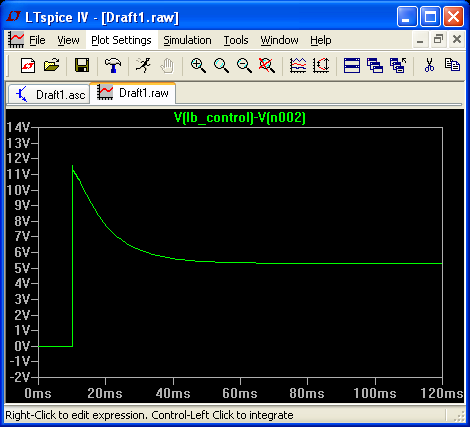 LTspice IV - [Draft1.raw]
File View Plot Settings Simulation Tools Window Help
Draft1.asc Draft1.raw
V(lb_control)-V(n002)
14V
13V
12V
11V
10V
9V
8V
7V
6V
5V
4V
3V
2V
1V
0V
-1V
-2V
0ms 20ms 40ms 60ms 80ms 100ms 120ms
Right-Click to edit expression. Control-Left Click to integrate